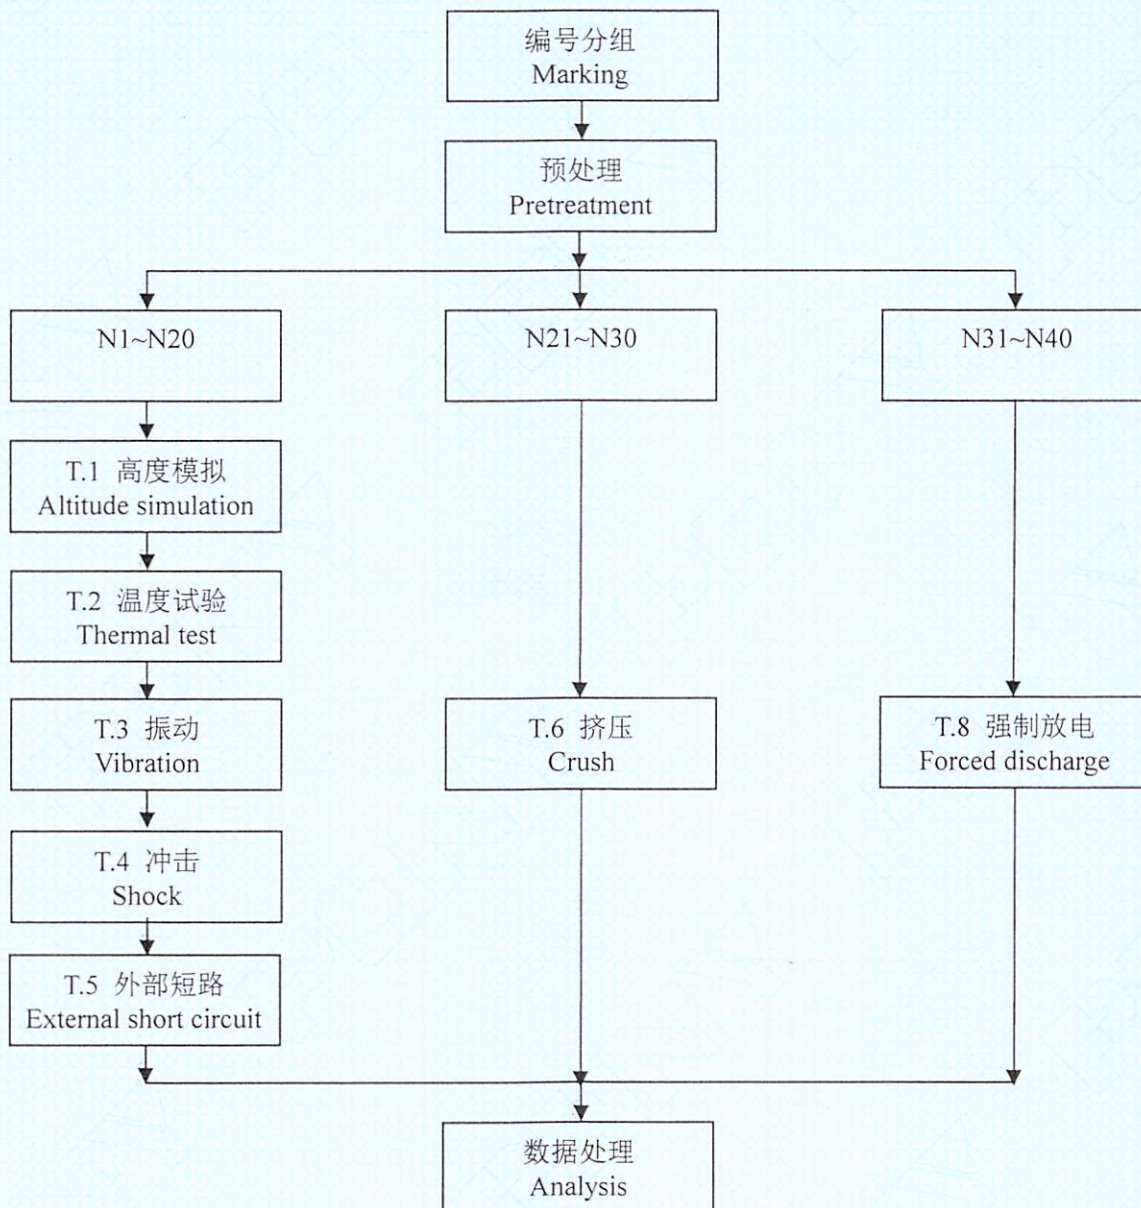 编号分组
Marking
预处理
Pretreatment
N1~N20
N21~N30
N31~N40
T.1 高度模拟
Altitude simulation
T.2 温度试验
Thermal test
T.3 振动
Vibration
T.6 挤压
Crush
T.8 强制放电
Forced discharge
T.4 冲击
Shock
T.5 外部短路
External short circuit
数据处理
Analysis